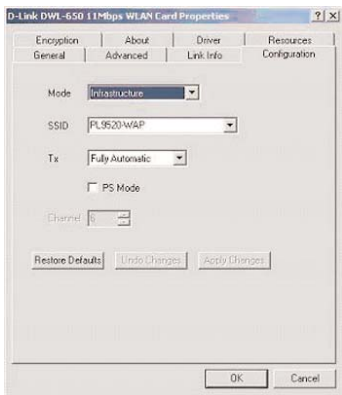 D-Link DWL-650 11Mbps WLAN Card Properties
Encryption About Driver Resources
General Advanced Link Info Configuration
Mode Infrastructure
SSID PL9520-WAP
Tx Fully Automatic
PS Mode
Channel 6
Restore Defaults Undo Changes Apply Changes
OK Cancel